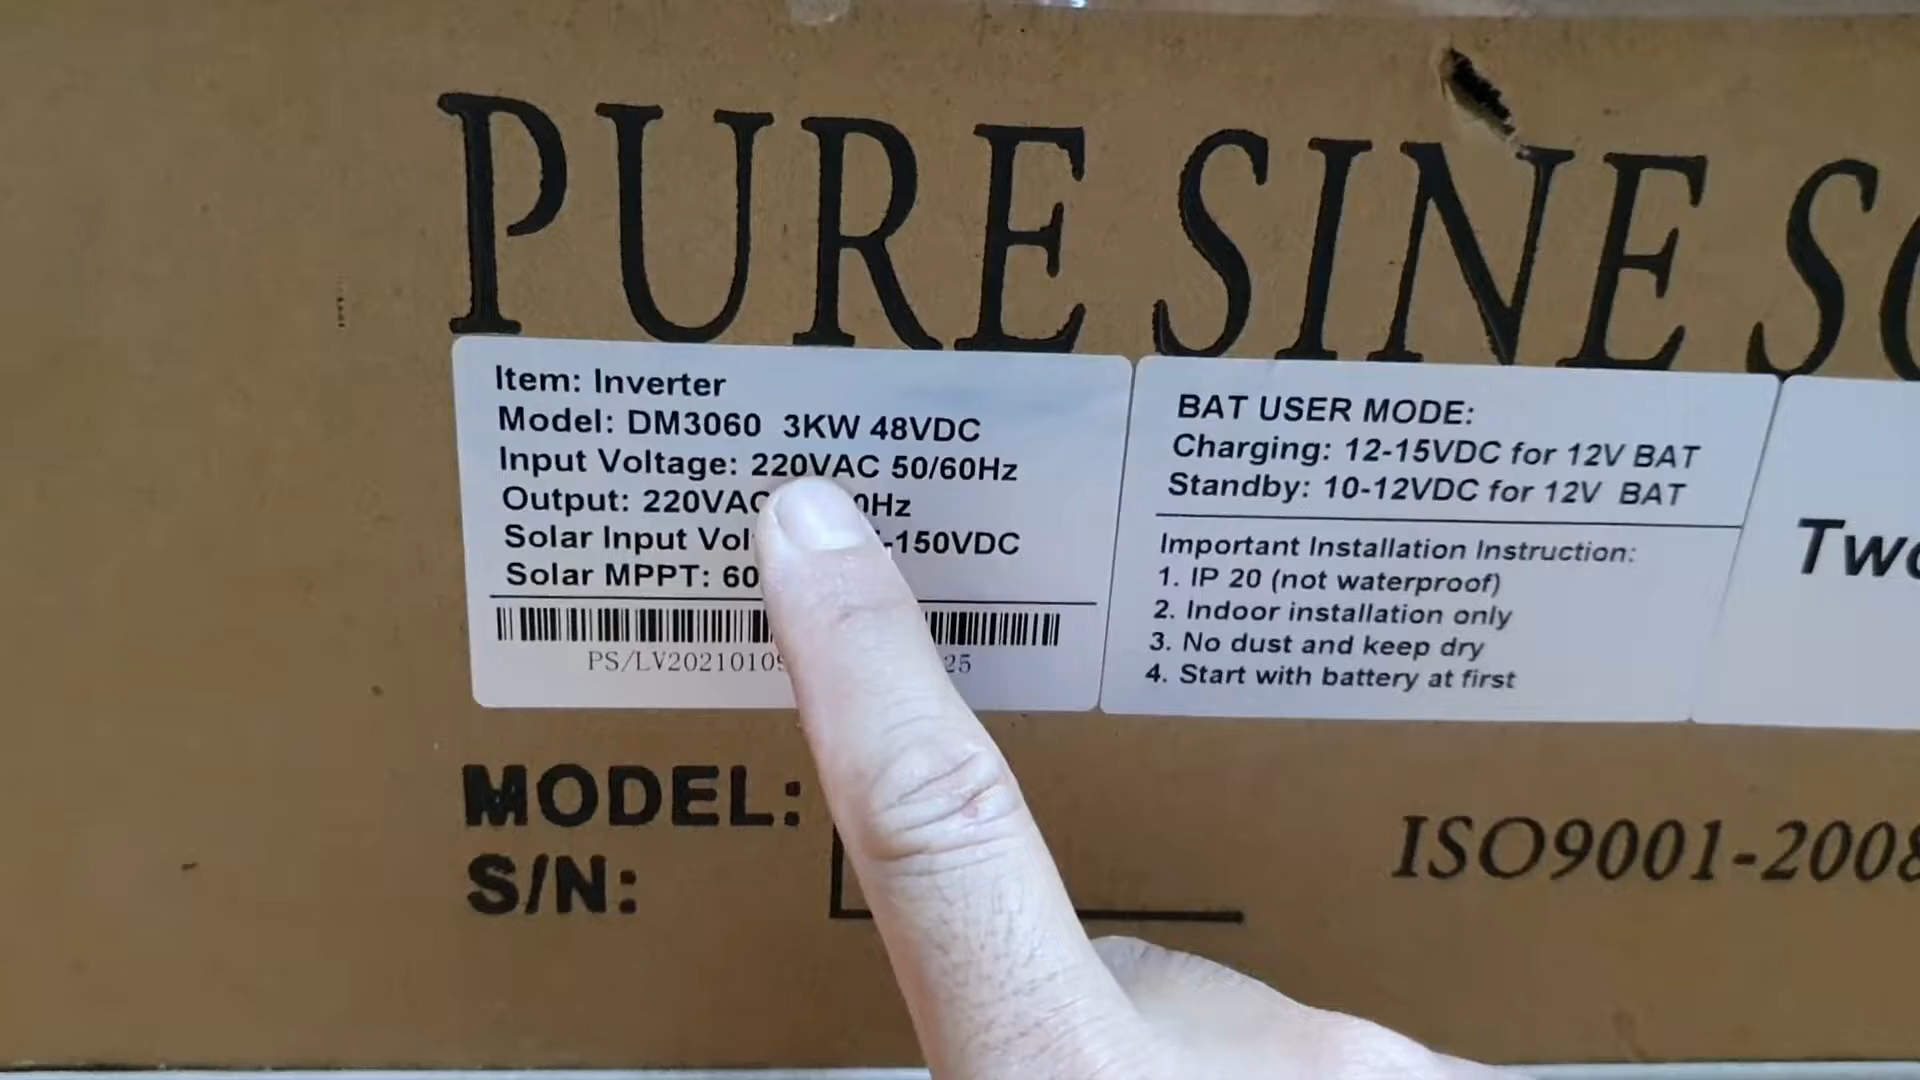 PURE SINE
Item: Inverter
Model: DM3060 3KW 48VDC
Input Voltage: 220VAC 50/60Hz
Output: 220VAC
Solar Input -150VDC
Solar MPPT: 60
PS/LV20210109 25
BAT USER MODE:
Charging: 12-15VDC for 12V BAT
Standby: 10-12VDC for 12V BAT
Important Installation Instruction:
1. IP 20 (not waterproof)
2. Indoor installation only
3. No dust and keep dry
4. Start with battery at first
MODEL:
S/N:
ISO9001-2008